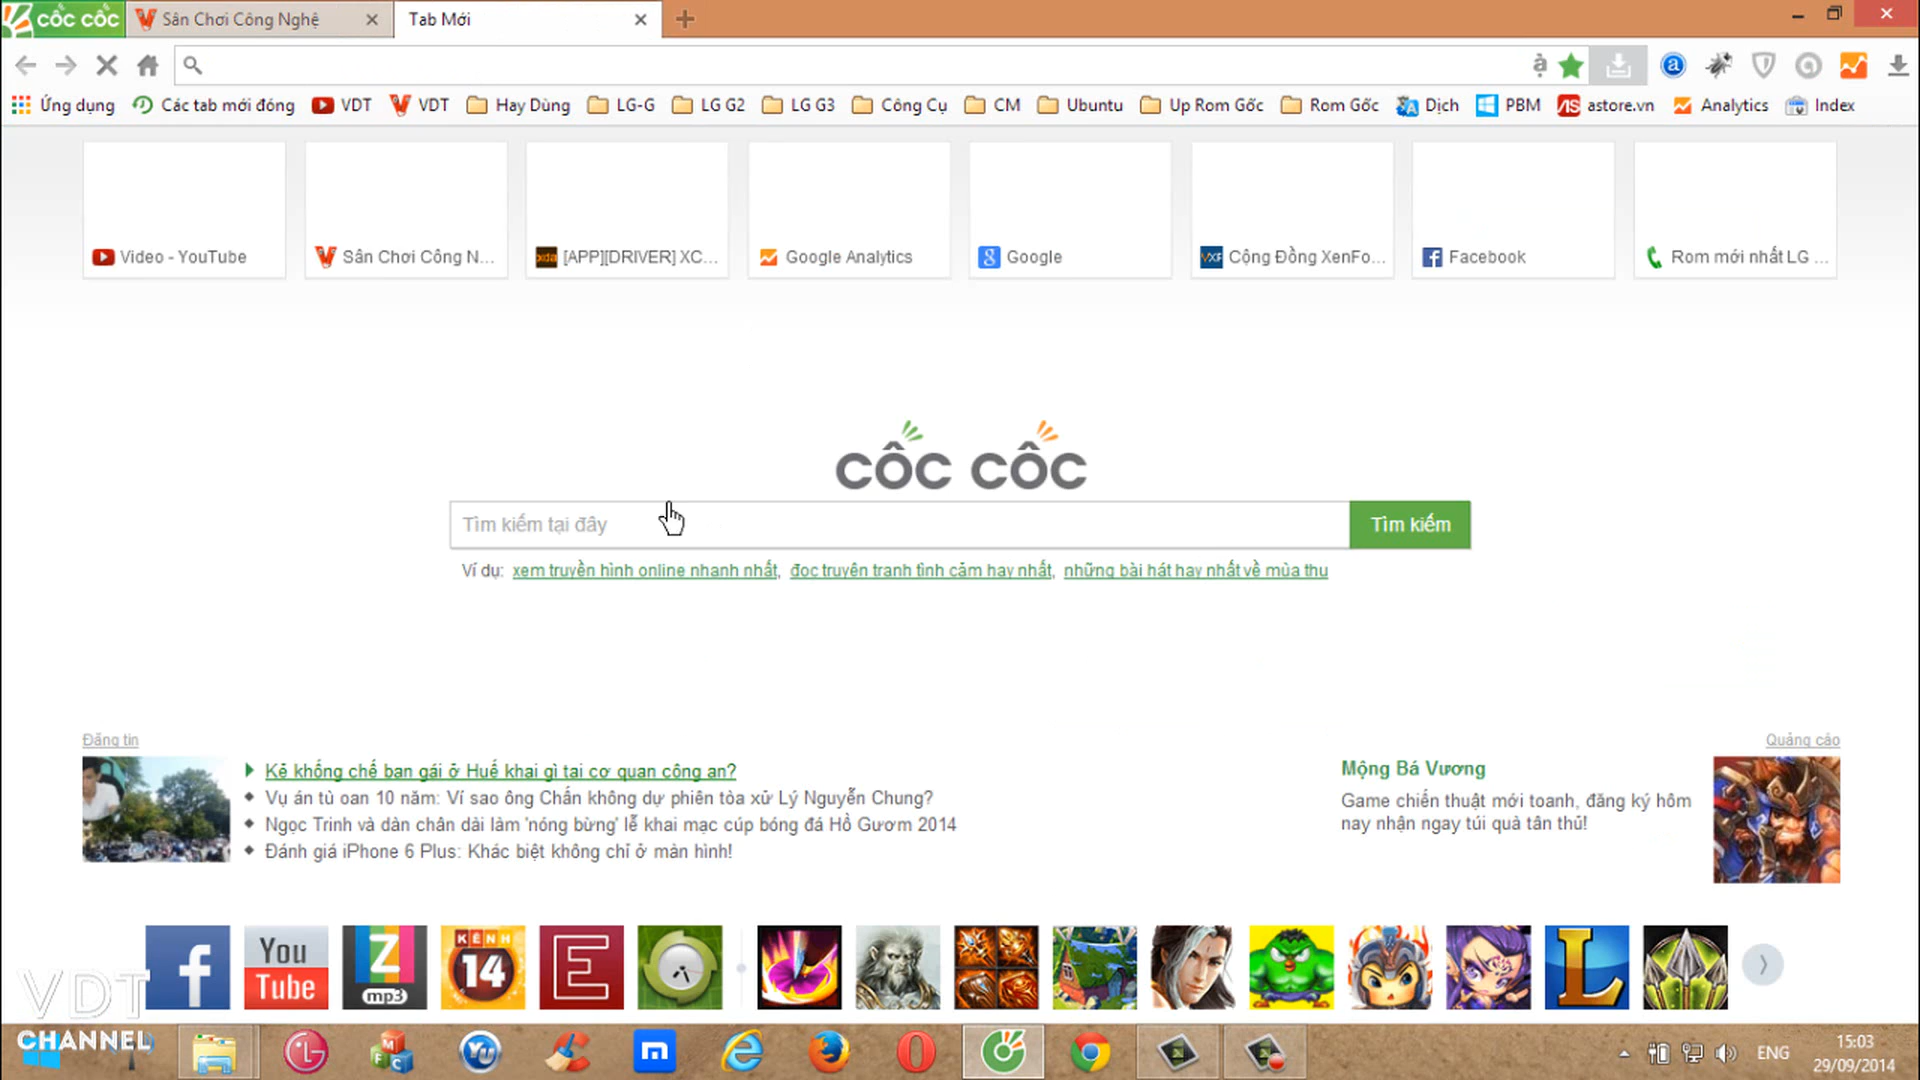 cốc cốc
Sân Chơi Công Nghệ
Tab Mới
Ứng dụng
Các tab mới đóng
VDT
VDT
Hay Dùng
LG-G
LG G2
LG G3
Công Cụ
CM
Ubuntu
Up Rom Gốc
Rom Gốc
Dịch
PBM
astore.vn
Analytics
Index
Video - YouTube
Sân Chơi Công N...
[APP][DRIVER] XC...
Google Analytics
Google
Cộng Đồng XenFo...
Facebook
Rom mới nhất LG ...
cốc cốc
Tìm kiếm tại đây
Tìm kiếm
Ví dụ: xem truyền hình online nhanh nhất, đọc truyện tranh tình cảm hay nhất, những bài hát hay nhất về mùa thu
Đăng tin
Kẻ khống chế bạn gái ở Huế khai gì tại cơ quan công an?
Vụ án tù oan 10 năm: Ví sao ông Chấn không dự phiên tòa xử Lý Nguyễn Chung?
Ngọc Trinh và dàn chân dài làm 'nóng bừng' lễ khai mạc cúp bóng đá Hồ Gươm 2014
Đánh giá iPhone 6 Plus: Khác biệt không chỉ ở màn hình!
Quảng cáo
Mộng Bá Vương
Game chiến thuật mới toanh, đăng ký hôm
nay nhận ngay túi quà tân thủ!
You
Tube
Z
mp3
KÊNH
14
E
L
VDT
CHANNEL
ENG
15:03
29/09/2014